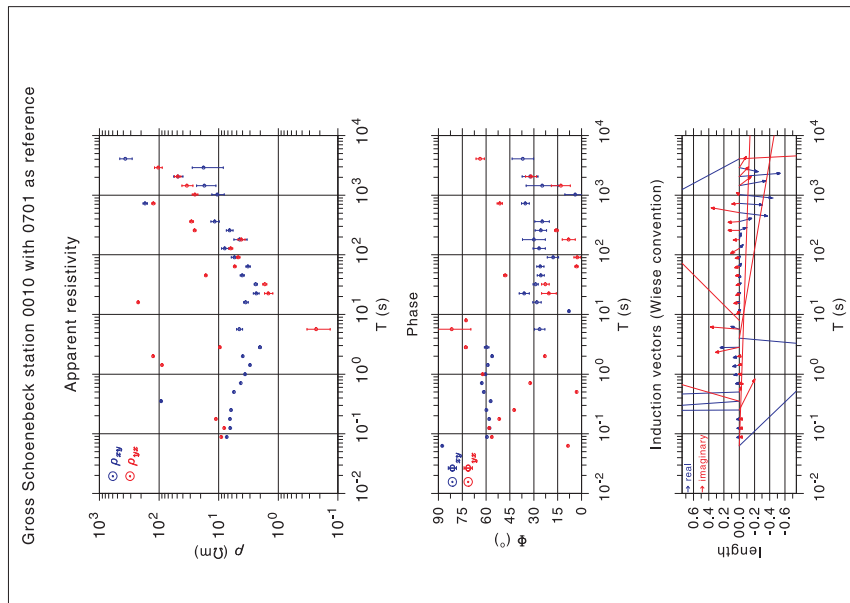 Gross Schoenebeck station 0010 with 0701 as reference
Apparent resistivity
10³
10²
10¹
10⁰
10⁻¹
ρ (Ωm)
ρxy
ρyx
10⁻² 10⁻¹ 10⁰ 10¹ 10² 10³ 10⁴
T (s)
Phase
90
75
60
45
30
15
0
Φ (°)
Φxy
Φyx
10⁻² 10⁻¹ 10⁰ 10¹ 10² 10³ 10⁴
T (s)
Induction vectors (Wiese convention)
0.6
0.4
0.2
0.0
-0.2
-0.4
-0.6
length
real
imaginary
10⁻² 10⁻¹ 10⁰ 10¹ 10² 10³ 10⁴
T (s)